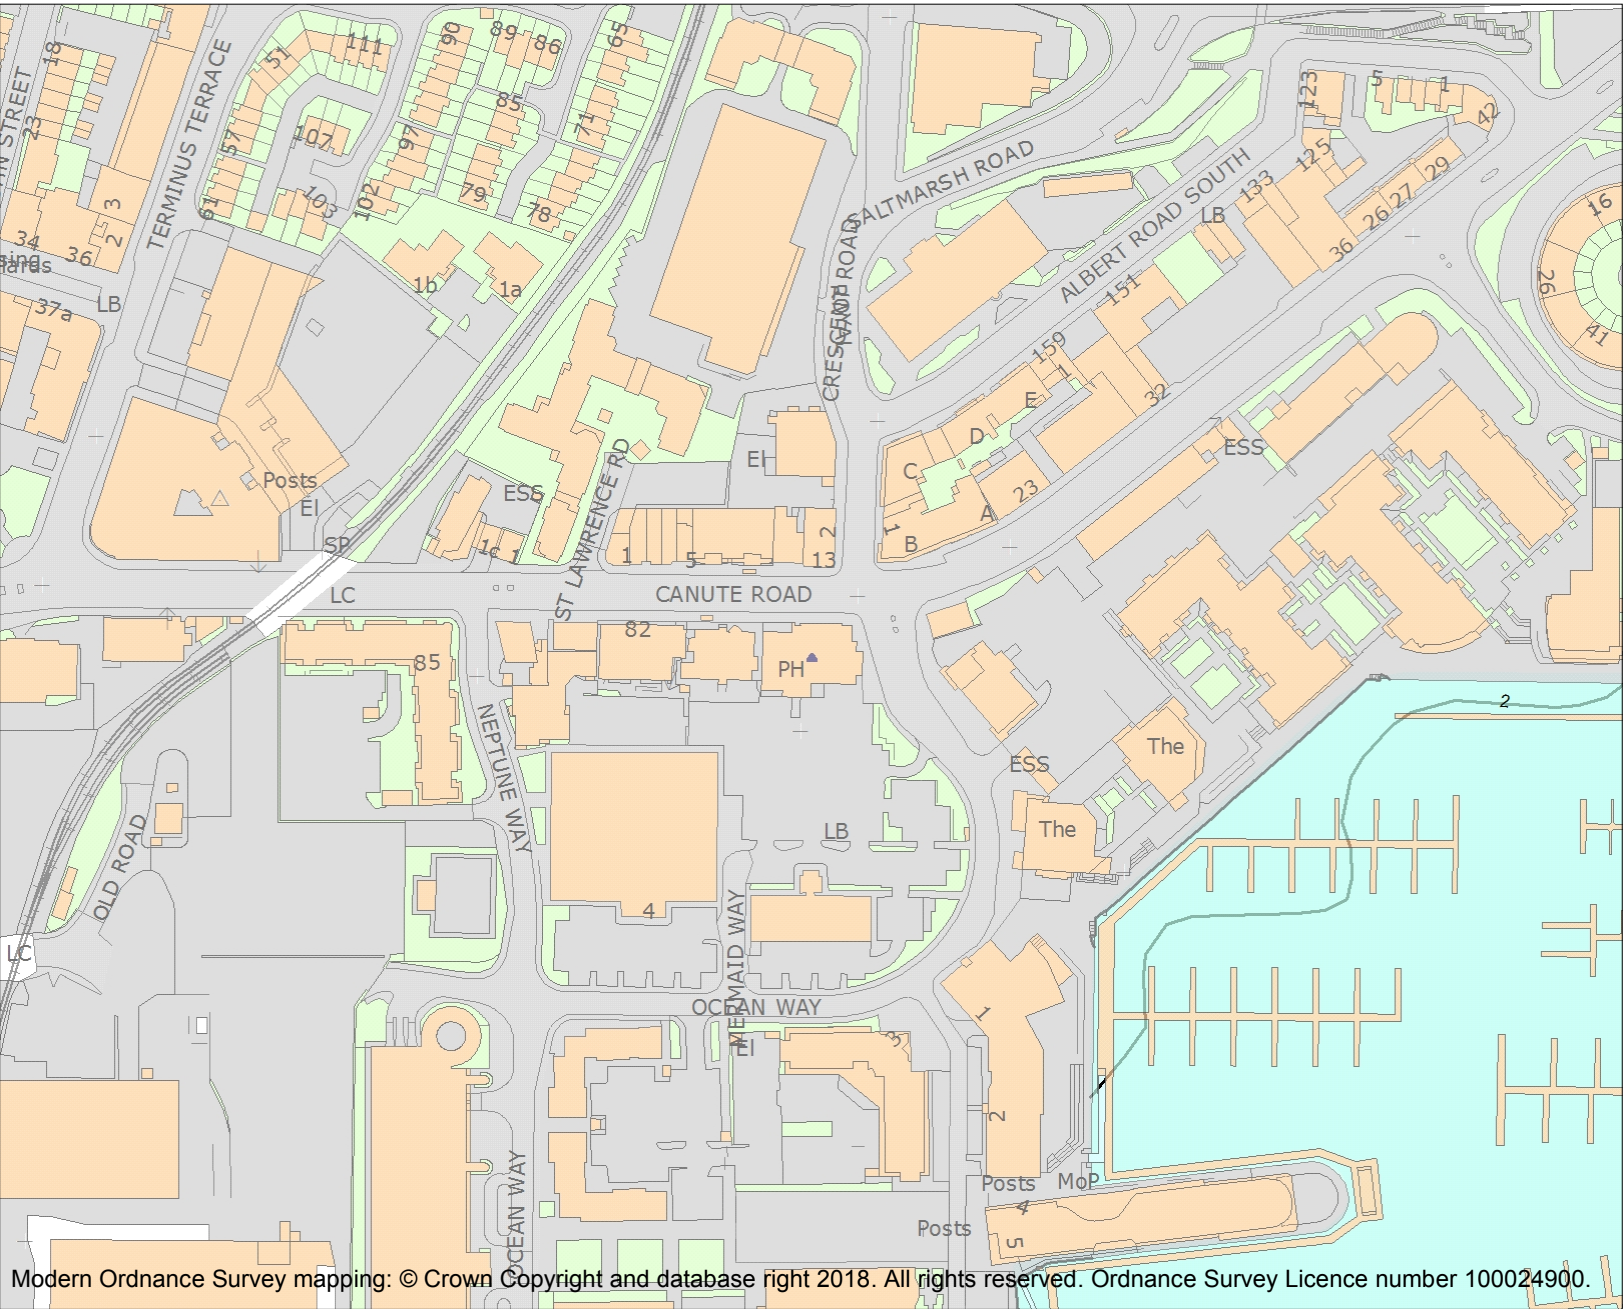 18
51
111
90
89
86
65
123
5
1
42
N STREET
23
TERMINUS TERRACE
57
107
97
85
71
SALTMARSH ROAD
ALBERT ROAD SOUTH
125
133
29
27
26
36
LB
16
26
41
61
103
102
79
78
3
2
34
36
37a
LB
1b
1a
CRESCENT ROAD
151
159
1
32
E
D
C
ESS
23
A
1
B
Posts
El
SP
ESS
ST LAWRENCE RD
El
1c
1
1
5
2
13
LC
CANUTE ROAD
85
82
PH
2
NEPTUNE WAY
The
ESS
The
OLD ROAD
LB
4
MERMAID WAY
LC
OCEAN WAY
El
3
1
2
OCEAN WAY
Posts
MoP
4
Posts
5
Modern Ordnance Survey mapping: © Crown Copyright and database right 2018. All rights reserved. Ordnance Survey Licence number 100024900.